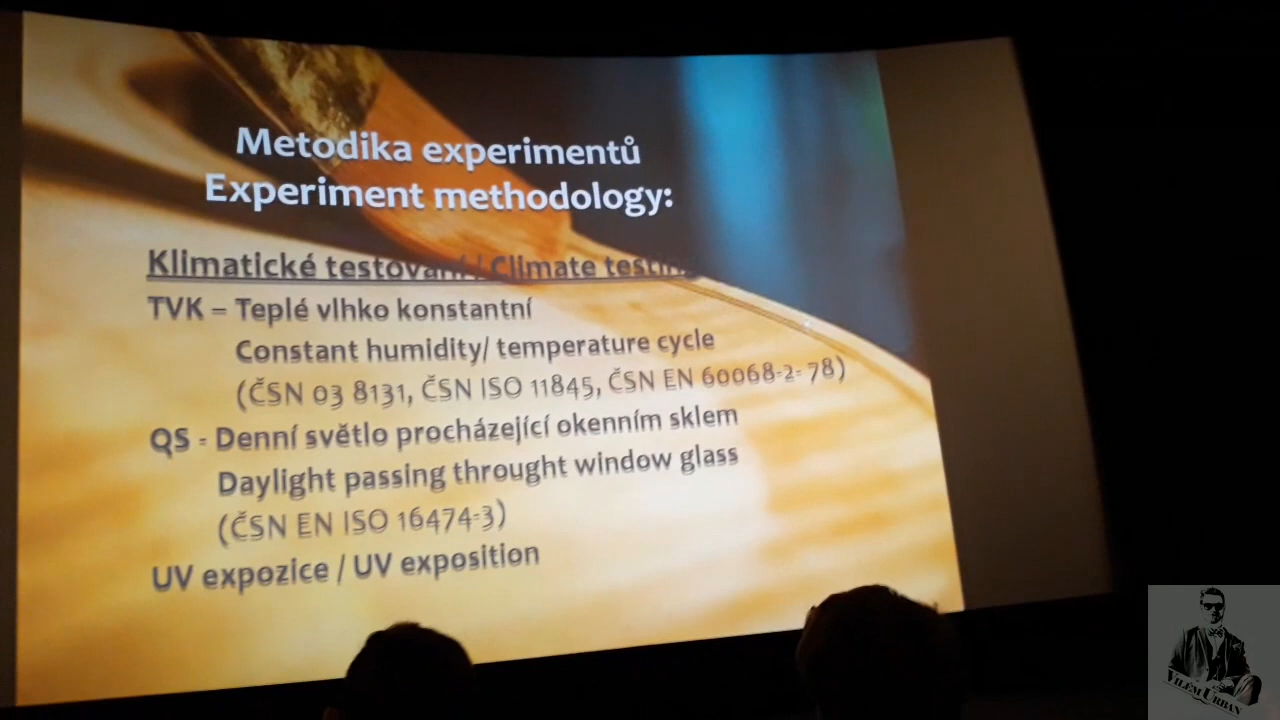 Metodika experimentů
Experiment methodology:
Klimatické testování / Climate testing
TVK – Teplé vlhko konstantní
Constant humidity/ temperature cycle
(ČSN 03 8131, ČSN ISO 11845, ČSN EN 60068-2- 78)
QS - Denní světlo procházející okenním sklem
Daylight passing throught window glass
(ČSN EN ISO 16474-3)
UV expozice / UV exposition
VILÉM URBAN